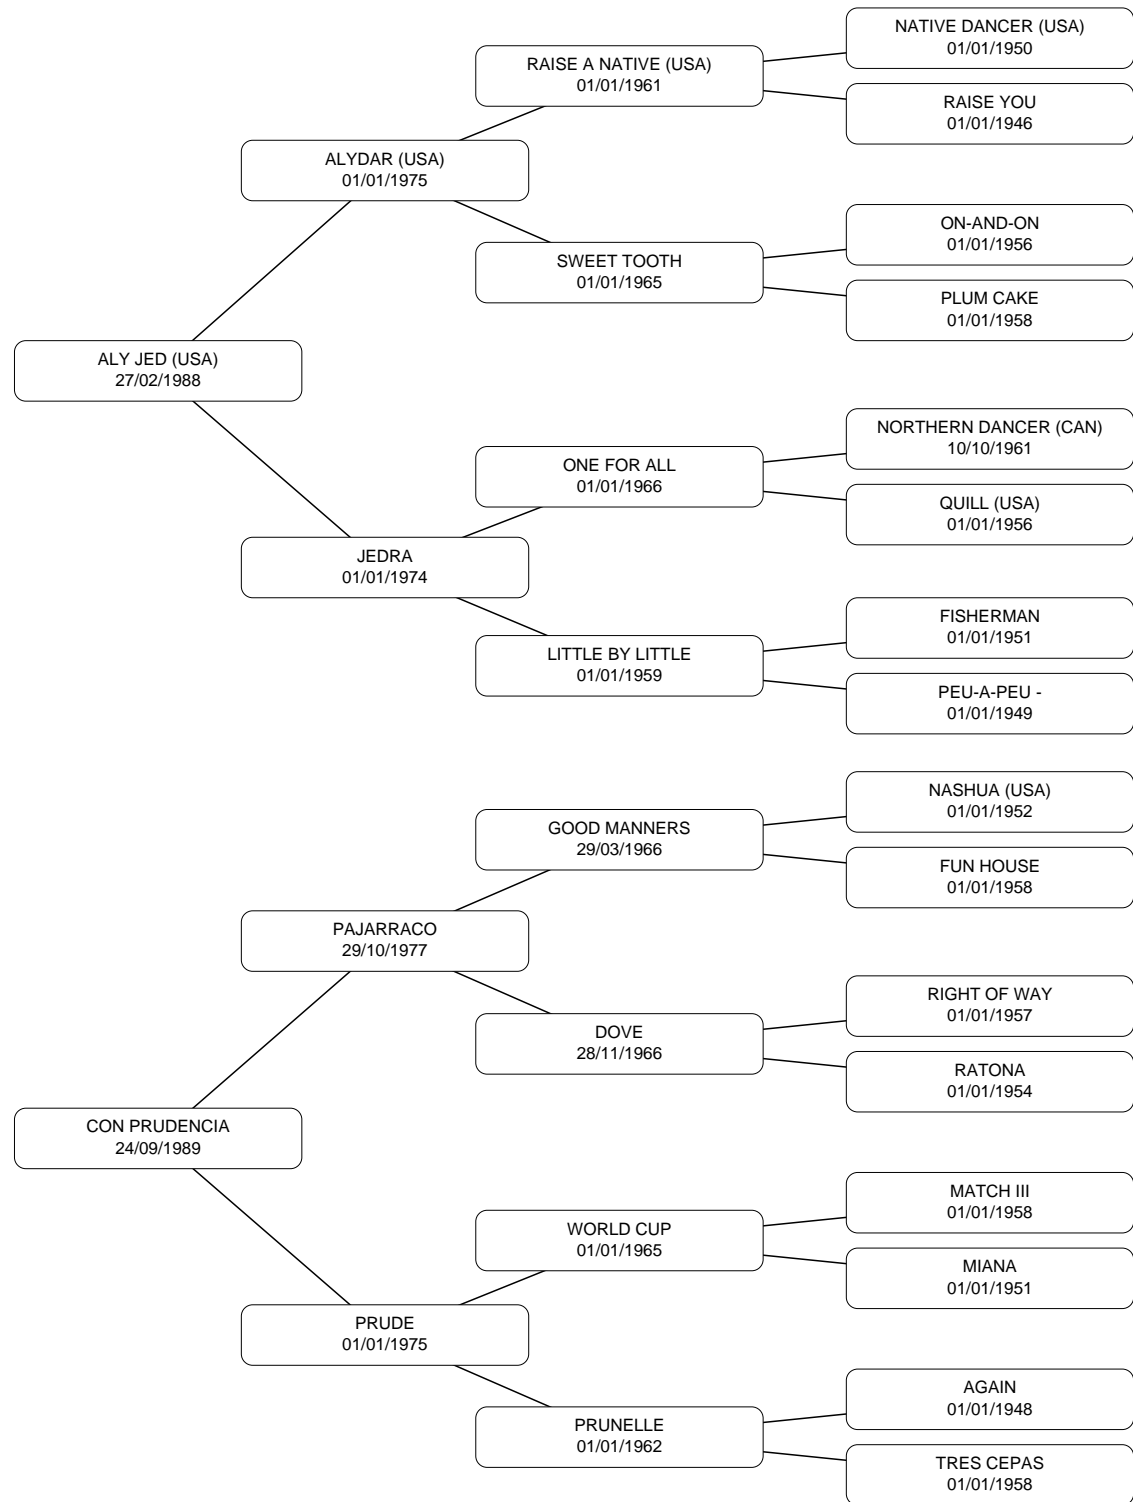 NATIVE DANCER (USA)
01/01/1950
RAISE A NATIVE (USA)
01/01/1961
RAISE YOU
01/01/1946
ALYDAR (USA)
01/01/1975
ON-AND-ON
01/01/1956
SWEET TOOTH
01/01/1965
PLUM CAKE
01/01/1958
ALY JED (USA)
27/02/1988
NORTHERN DANCER (CAN)
10/10/1961
ONE FOR ALL
01/01/1966
QUILL (USA)
01/01/1956
JEDRA
01/01/1974
FISHERMAN
01/01/1951
LITTLE BY LITTLE
01/01/1959
PEU-A-PEU -
01/01/1949
NASHUA (USA)
01/01/1952
GOOD MANNERS
29/03/1966
FUN HOUSE
01/01/1958
PAJARRACO
29/10/1977
RIGHT OF WAY
01/01/1957
DOVE
28/11/1966
RATONA
01/01/1954
CON PRUDENCIA
24/09/1989
MATCH III
01/01/1958
WORLD CUP
01/01/1965
MIANA
01/01/1951
PRUDE
01/01/1975
AGAIN
01/01/1948
PRUNELLE
01/01/1962
TRES CEPAS
01/01/1958